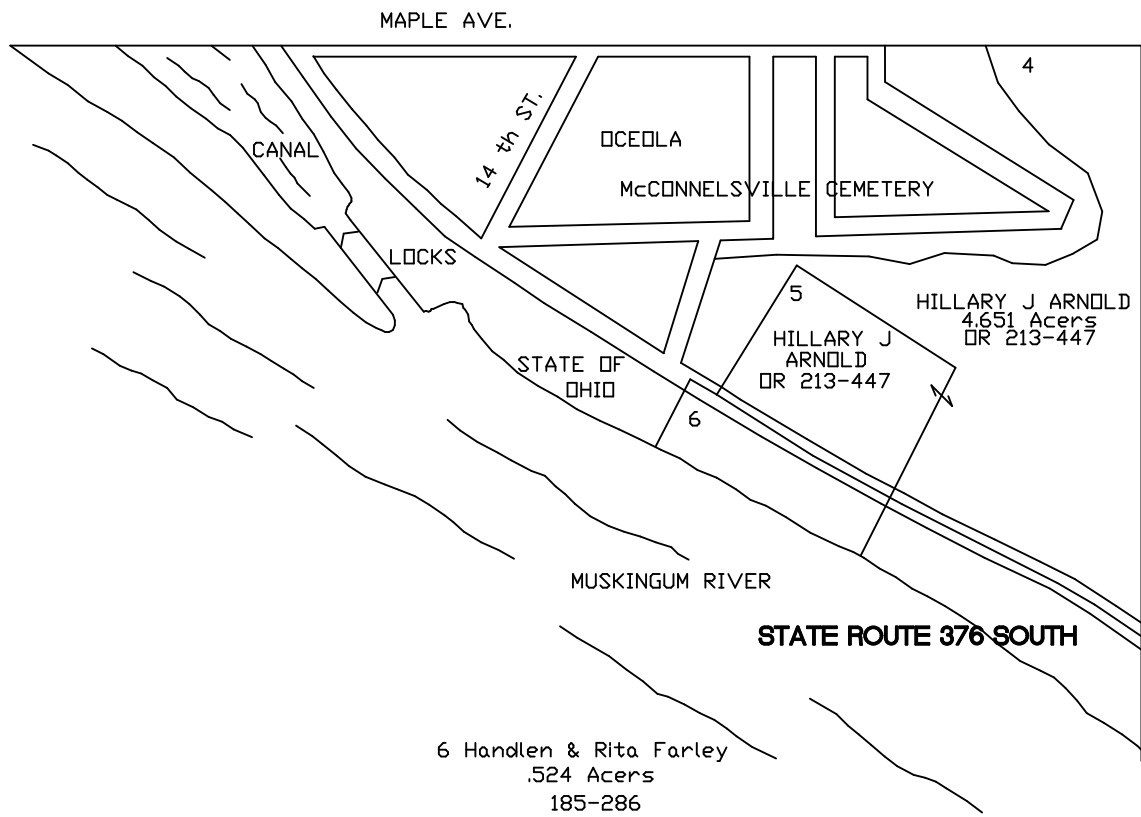 MAPLE AVE.
4
14 th ST.
OCEOLA
CANAL
McCONNELSVILLE CEMETERY
LOCKS
5
HILLARY J ARNOLD
4.651 Acers
OR 213-447
HILLARY J
ARNOLD
OR 213-447
STATE OF
OHIO
6
MUSKINGUM RIVER
STATE ROUTE 376 SOUTH
6 Handlen & Rita Farley
.524 Acers
185-286